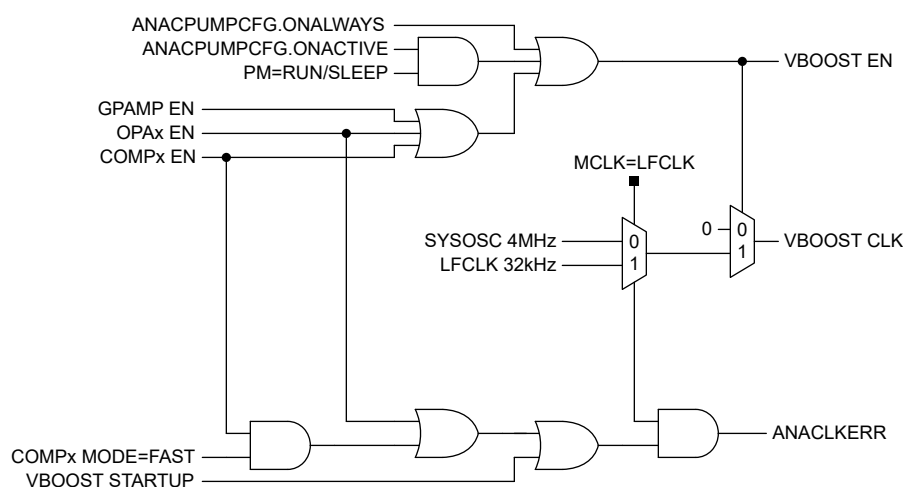 ANACPUMPCFG.ONALWAYS
ANACPUMPCFG.ONACTIVE
PM=RUN/SLEEP
VBOOST EN
GPAMP EN
OPAx EN
COMPx EN
MCLK=LFCLK
0
0
VBOOST CLK
SYSOSC 4MHz
0
1
LFCLK 32kHz
1
ANACLKERR
COMPx MODE=FAST
VBOOST STARTUP